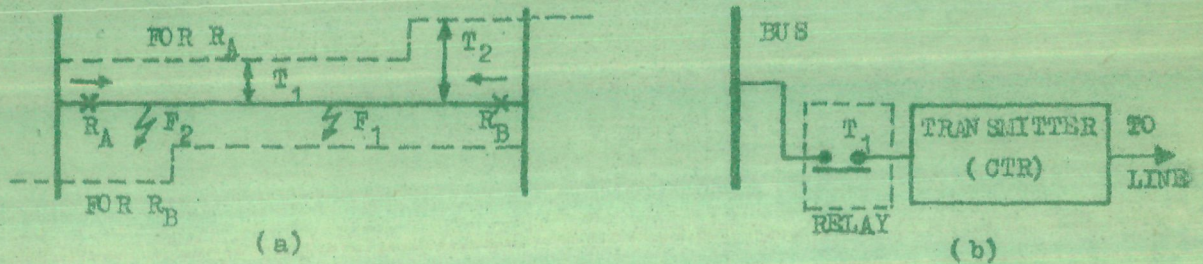 FOR R_A
T_1
T_2
R_A
F_2
F_1
R_B
FOR R_B
(a)
BUS
T_1
RELAY
TRANSMITTER
(CTR)
TO
LINE
(b)